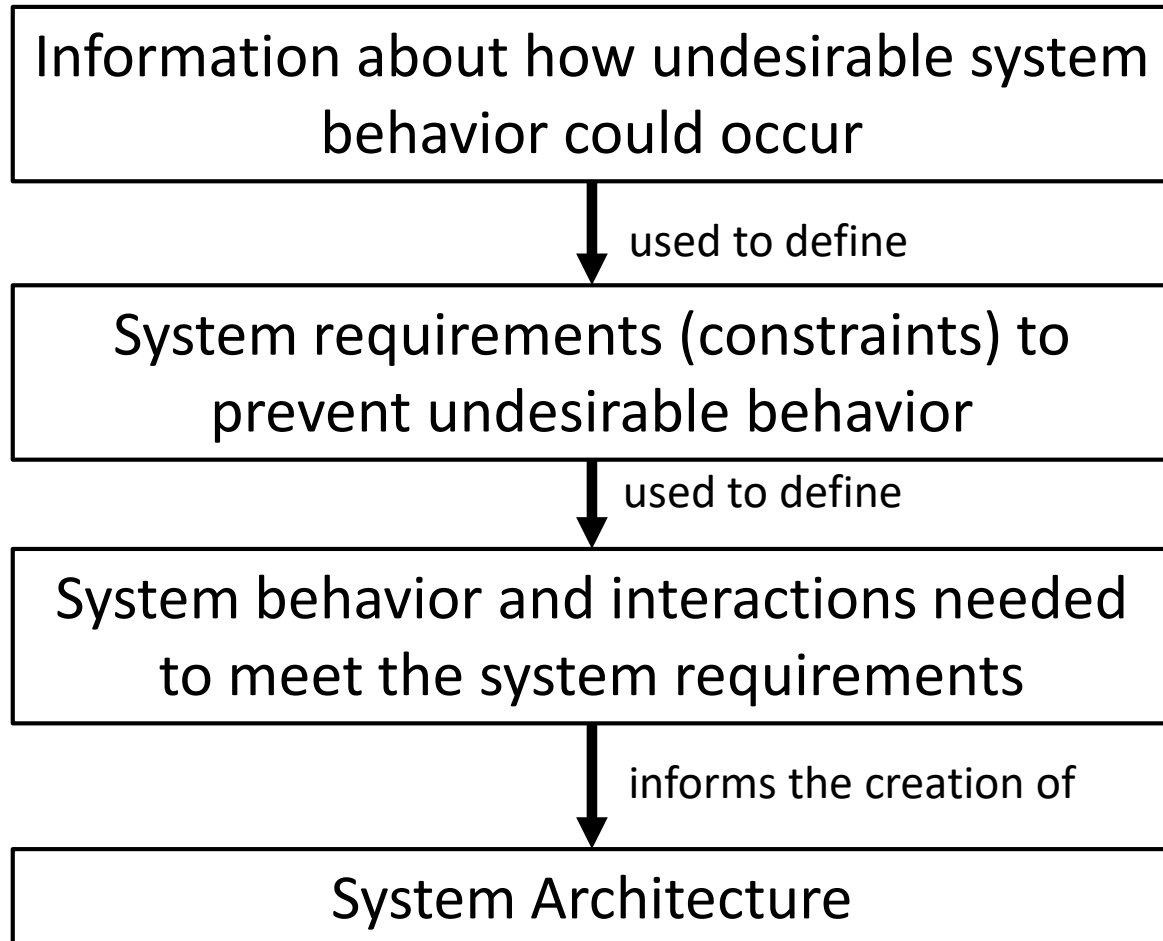 Information about how undesirable system
behavior could occur
used to define
System requirements (constraints) to
prevent undesirable behavior
used to define
System behavior and interactions needed
to meet the system requirements
informs the creation of
System Architecture